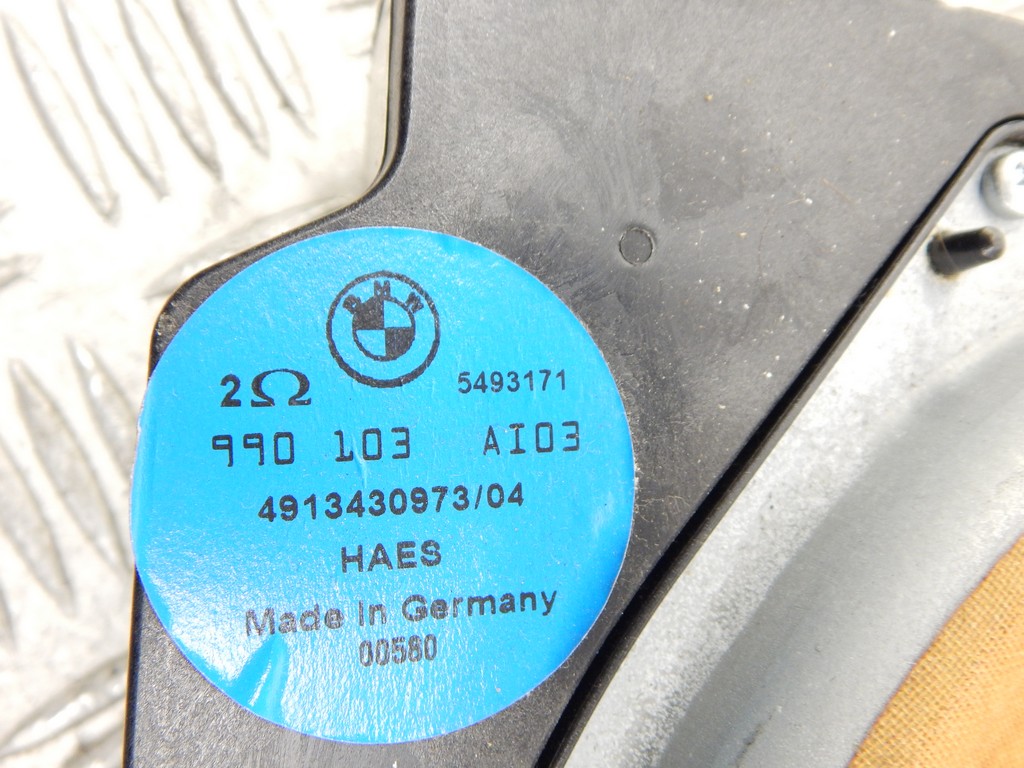 BMW
2Ω 5493171
990 103 AI03
4913430973/04
HAES
Made In Germany
00580